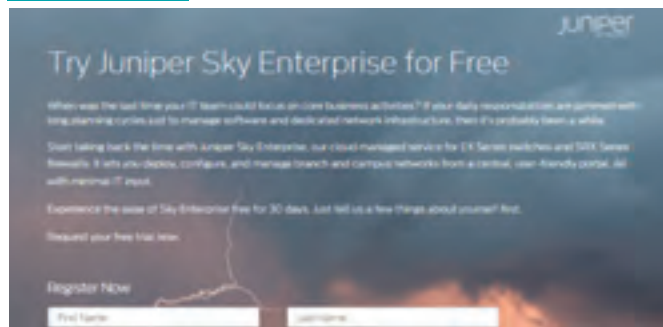 JUNIPER
Try Juniper Sky Enterprise for Free
When was the last time your IT team could focus on core business activities? If your daily responsibilities are jammed with
long planning cycles just to manage software and dedicated network infrastructure, then it's probably been a while.
Start taking back the time with Juniper Sky Enterprise, our cloud managed service for EX Series switches and SRX Series
firewalls. It lets you deploy, configure, and manage branch and campus networks from a central, user-friendly portal. All
with minimal IT input.
Experience the ease of Sky Enterprise free for 30 days. Just tell us a few things about yourself first.
Request your free trial now.
Register Now
First Name Last Name